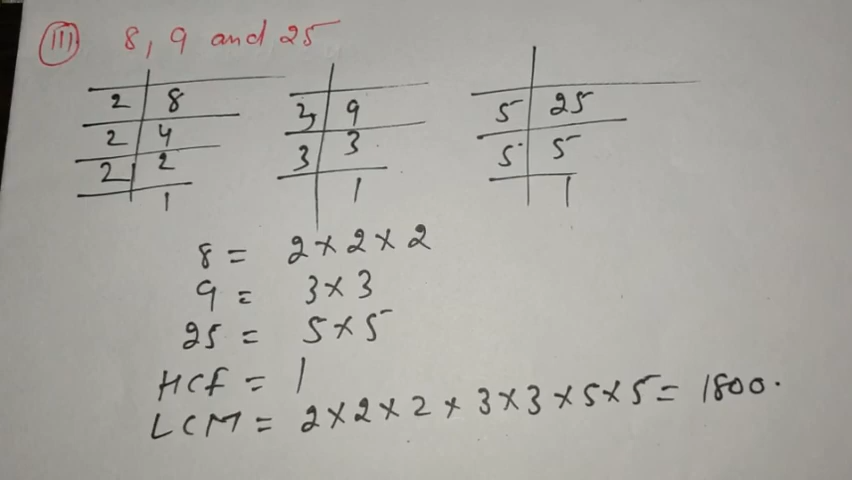 (III) 8, 9 and 25
2 8 3 9 5 25
2 4 3 3 5 5
2 2 1 1
1
8 = 2 × 2 × 2
9 = 3 × 3
25 = 5 × 5
HCF = 1
LCM = 2 × 2 × 2 × 3 × 3 × 5 × 5 = 1800.